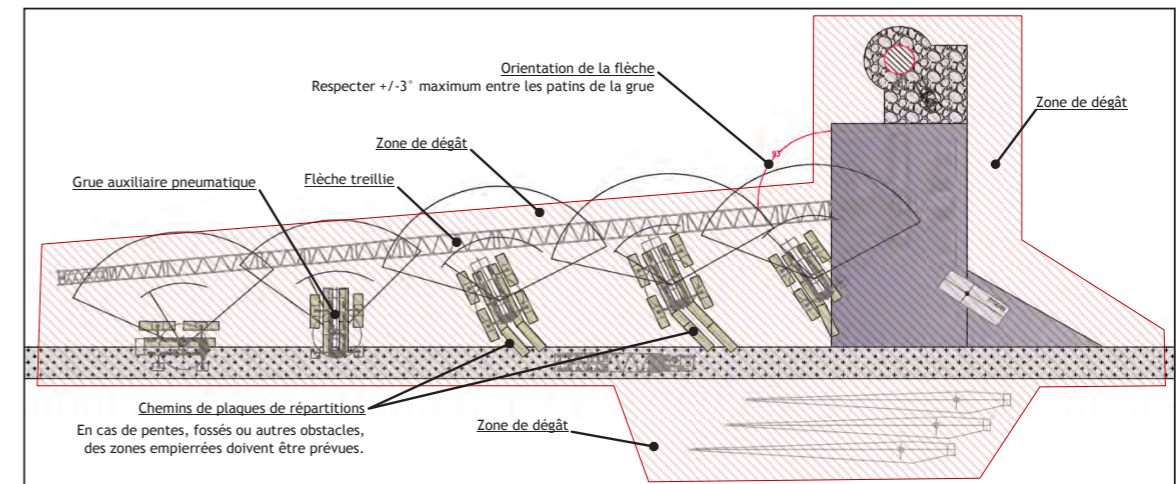 Orientation de la flèche
Respecter +/-3° maximum entre les patins de la grue
Zone de dégât
Zone de dégât
Grue auxiliaire pneumatique
Flèche treillie
Chemins de plaques de répartitions
En cas de pentes, fossés ou autres obstacles,
des zones empierrées doivent être prévues.
Zone de dégât